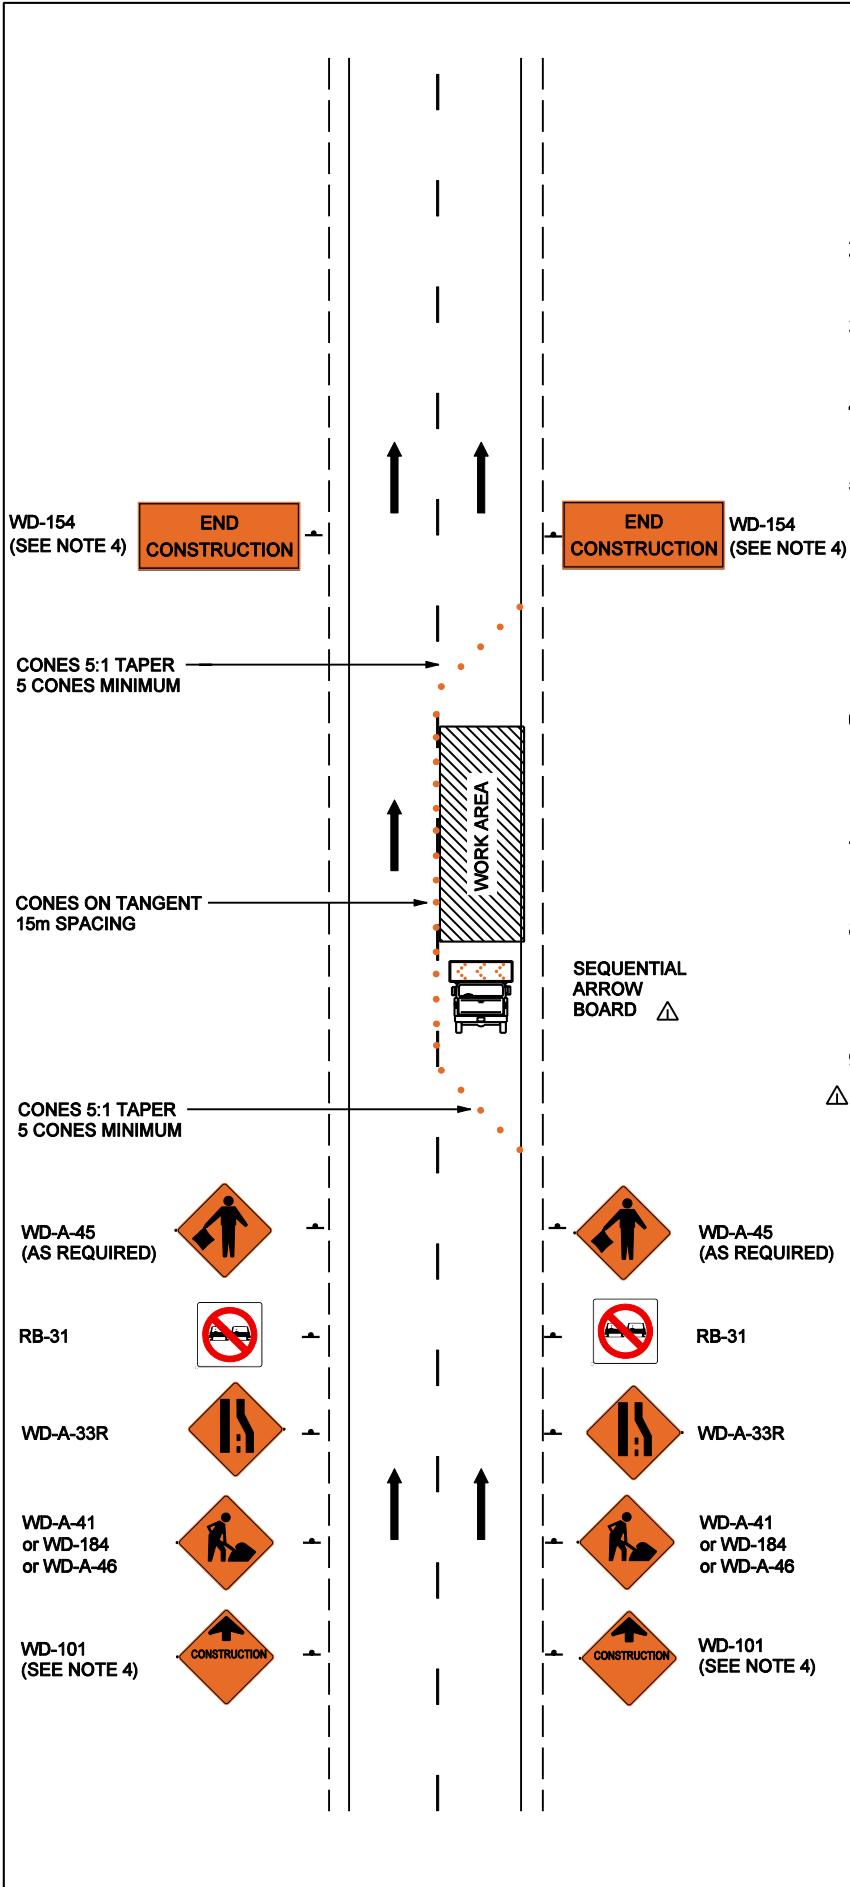 WD-154
(SEE NOTE 4)
END
CONSTRUCTION
END
CONSTRUCTION
WD-154
(SEE NOTE 4)
CONES 5:1 TAPER
5 CONES MINIMUM
WORK AREA
CONES ON TANGENT
15m SPACING
SEQUENTIAL
ARROW
BOARD
CONES 5:1 TAPER
5 CONES MINIMUM
WD-A-45
(AS REQUIRED)
WD-A-45
(AS REQUIRED)
RB-31
RB-31
WD-A-33R
WD-A-33R
WD-A-41
or WD-184
or WD-A-46
WD-A-41
or WD-184
or WD-A-46
WD-101
(SEE NOTE 4)
CONSTRUCTION
CONSTRUCTION
WD-101
(SEE NOTE 4)